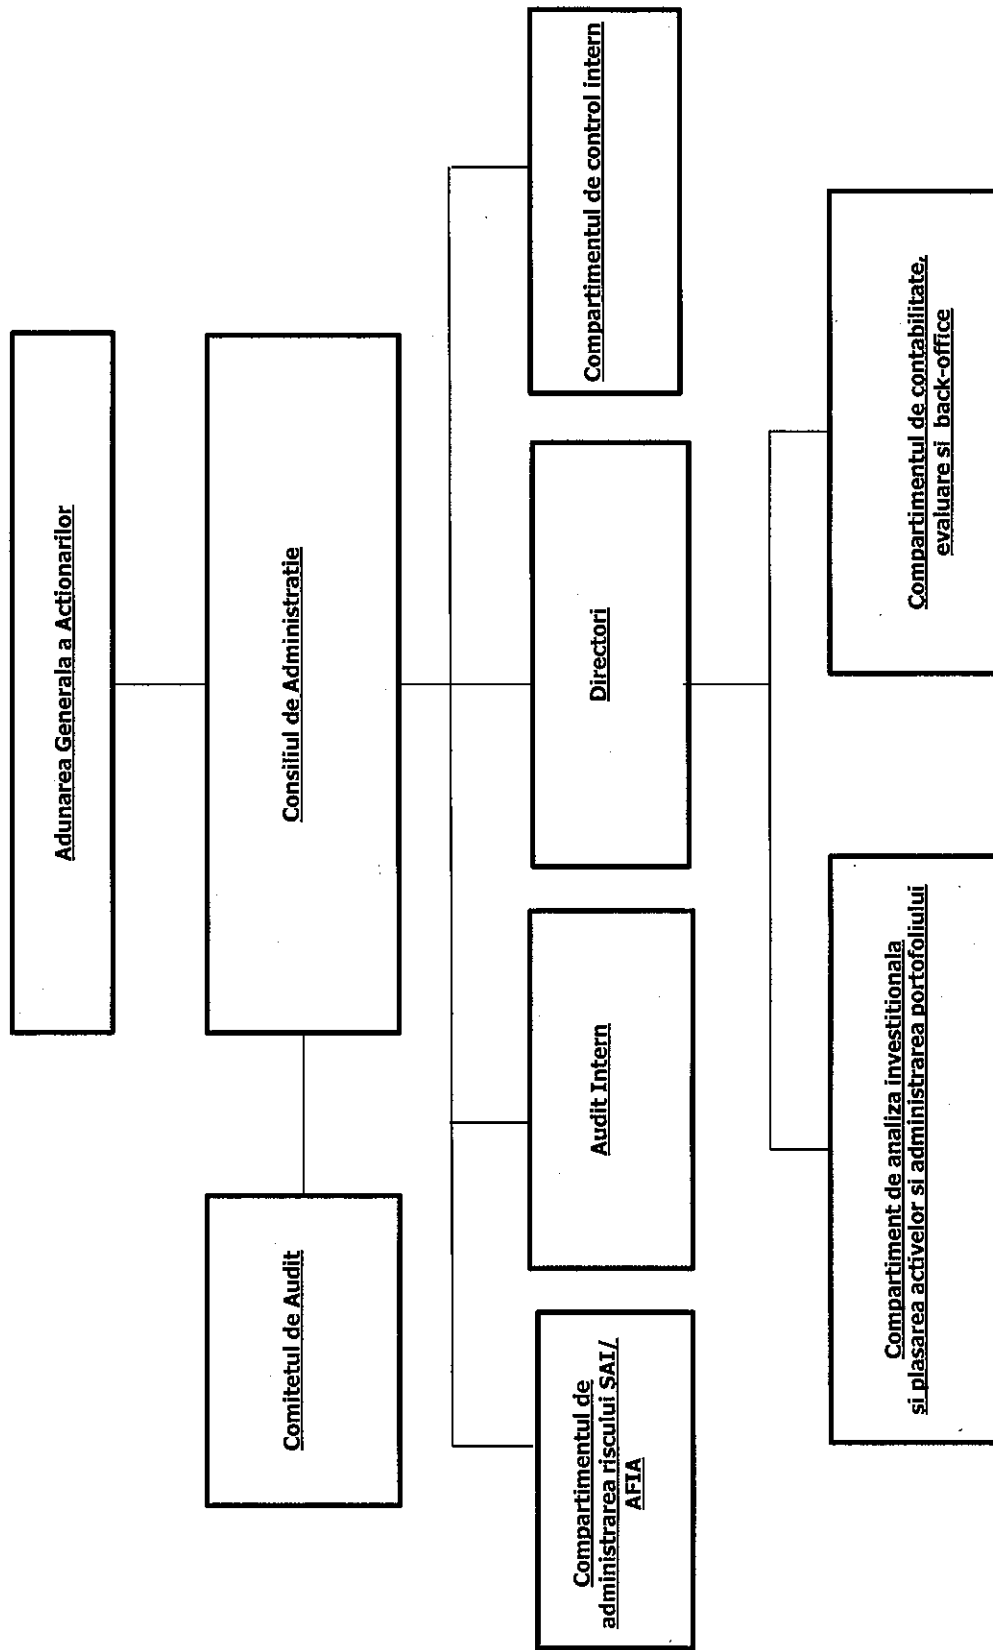 Adunarea Generala a Actionarilor
Comitetul de Audit
Consiliul de Administratie
Compartimentul de
administrarea riscului SAI/
AFIA
Audit Intern
Directori
Compartimentul de control intern
Compartiment de analiza investitionala
si plasarea activelor si administrarea portofoliului
Compartimentul de contabilitate,
evaluare si back-office